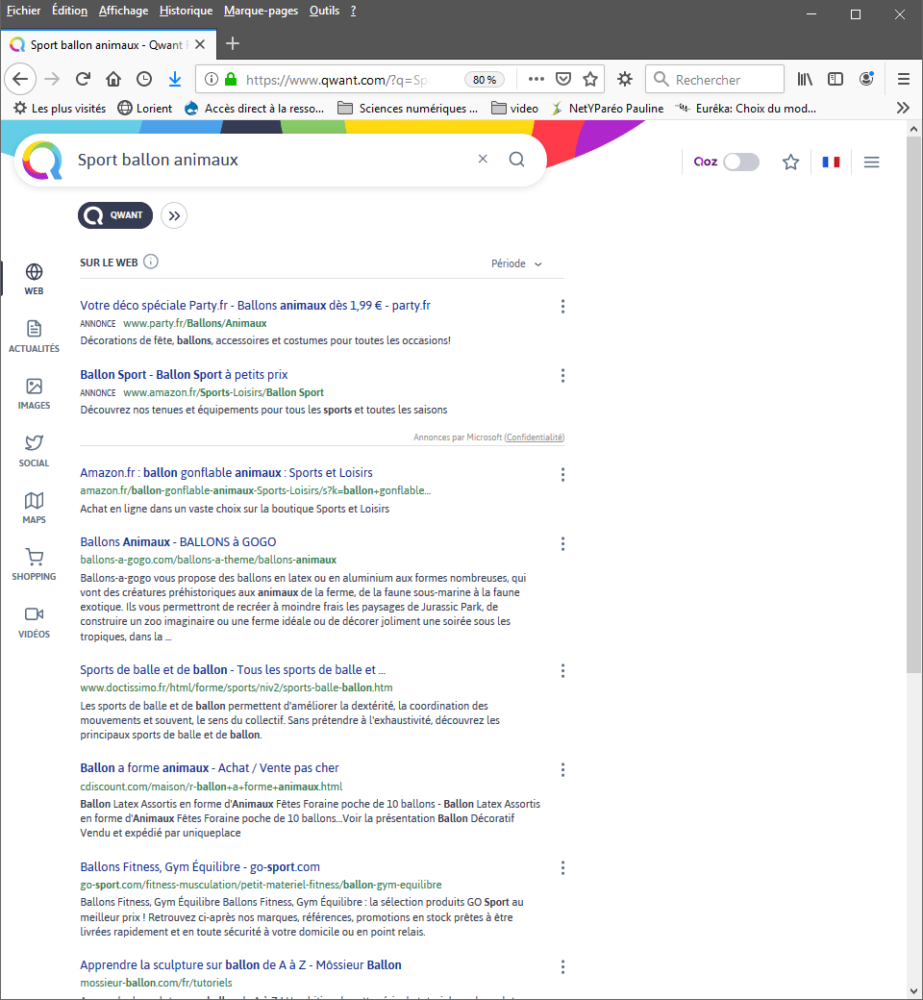 Fichier Édition Affichage Historique Marque-pages Outils ?
Sport ballon animaux - Qwant
https://www.qwant.com/?q=Sp 80 % Rechercher
Les plus visités Lorient Accès direct à la resso... Sciences numériques ... video NetYParéo Pauline Eurêka: Choix du mod...
Sport ballon animaux
Qoz
QWANT
SUR LE WEB
Période
WEB
ACTUALITÉS
IMAGES
SOCIAL
MAPS
SHOPPING
VIDÉOS
Votre déco spéciale Party.fr - Ballons animaux dès 1,99 € - party.fr
ANNONCE www.party.fr/Ballons/Animaux
Décorations de fête, ballons, accessoires et costumes pour toutes les occasions!
Ballon Sport - Ballon Sport à petits prix
ANNONCE www.amazon.fr/Sports-Loisirs/Ballon Sport
Découvrez nos tenues et équipements pour tous les sports et toutes les saisons
Annonces par Microsoft (Confidentialité)
Amazon.fr : ballon gonflable animaux : Sports et Loisirs
amazon.fr/ballon-gonflable-animaux-Sports-Loisirs/s?k=ballon+gonflable...
Achat en ligne dans un vaste choix sur la boutique Sports et Loisirs
Ballons Animaux - BALLONS à GOGO
ballons-a-gogo.com/ballons-a-theme/ballons-animaux
Ballons-a-gogo vous propose des ballons en latex ou en aluminium aux formes nombreuses, qui
vont des créatures préhistoriques aux animaux de la ferme, de la faune sous-marine à la faune
exotique. Ils vous permettront de recréer à moindre frais les paysages de Jurassic Park, de
construire un zoo imaginaire ou une ferme idéale ou de décorer joliment une soirée sous les
tropiques, dans la ...
Sports de balle et de ballon - Tous les sports de balle et ...
www.doctissimo.fr/html/forme/sports/niv2/sports-balle-ballon.htm
Les sports de balle et de ballon permettent d'améliorer la dextérité, la coordination des
mouvements et souvent, le sens du collectif. Sans prétendre à l'exhaustivité, découvrez les
principaux sports de balle et de ballon.
Ballon a forme animaux - Achat / Vente pas cher
cdiscount.com/maison/r-ballon+a+forme+animaux.html
Ballon Latex Assortis en forme d'Animaux Fêtes Foraine poche de 10 ballons - Ballon Latex Assortis
en forme d'Animaux Fêtes Foraine poche de 10 ballons...Voir la présentation Ballon Décoratif
Vendu et expédié par uniqueplace
Ballons Fitness, Gym Équilibre - go-sport.com
go-sport.com/fitness-musculation/petit-materiel-fitness/ballon-gym-equilibre
Ballons Fitness, Gym Équilibre Ballons Fitness, Gym Équilibre : la sélection produits GO Sport au
meilleur prix ! Retrouvez ci-après nos marques, références, promotions en stock prêtes à être
livrées rapidement et en toute sécurité à votre domicile ou en point relais.
Apprendre la sculpture sur ballon de A à Z - Môssieur Ballon
mossieur-ballon.com/fr/tutoriels